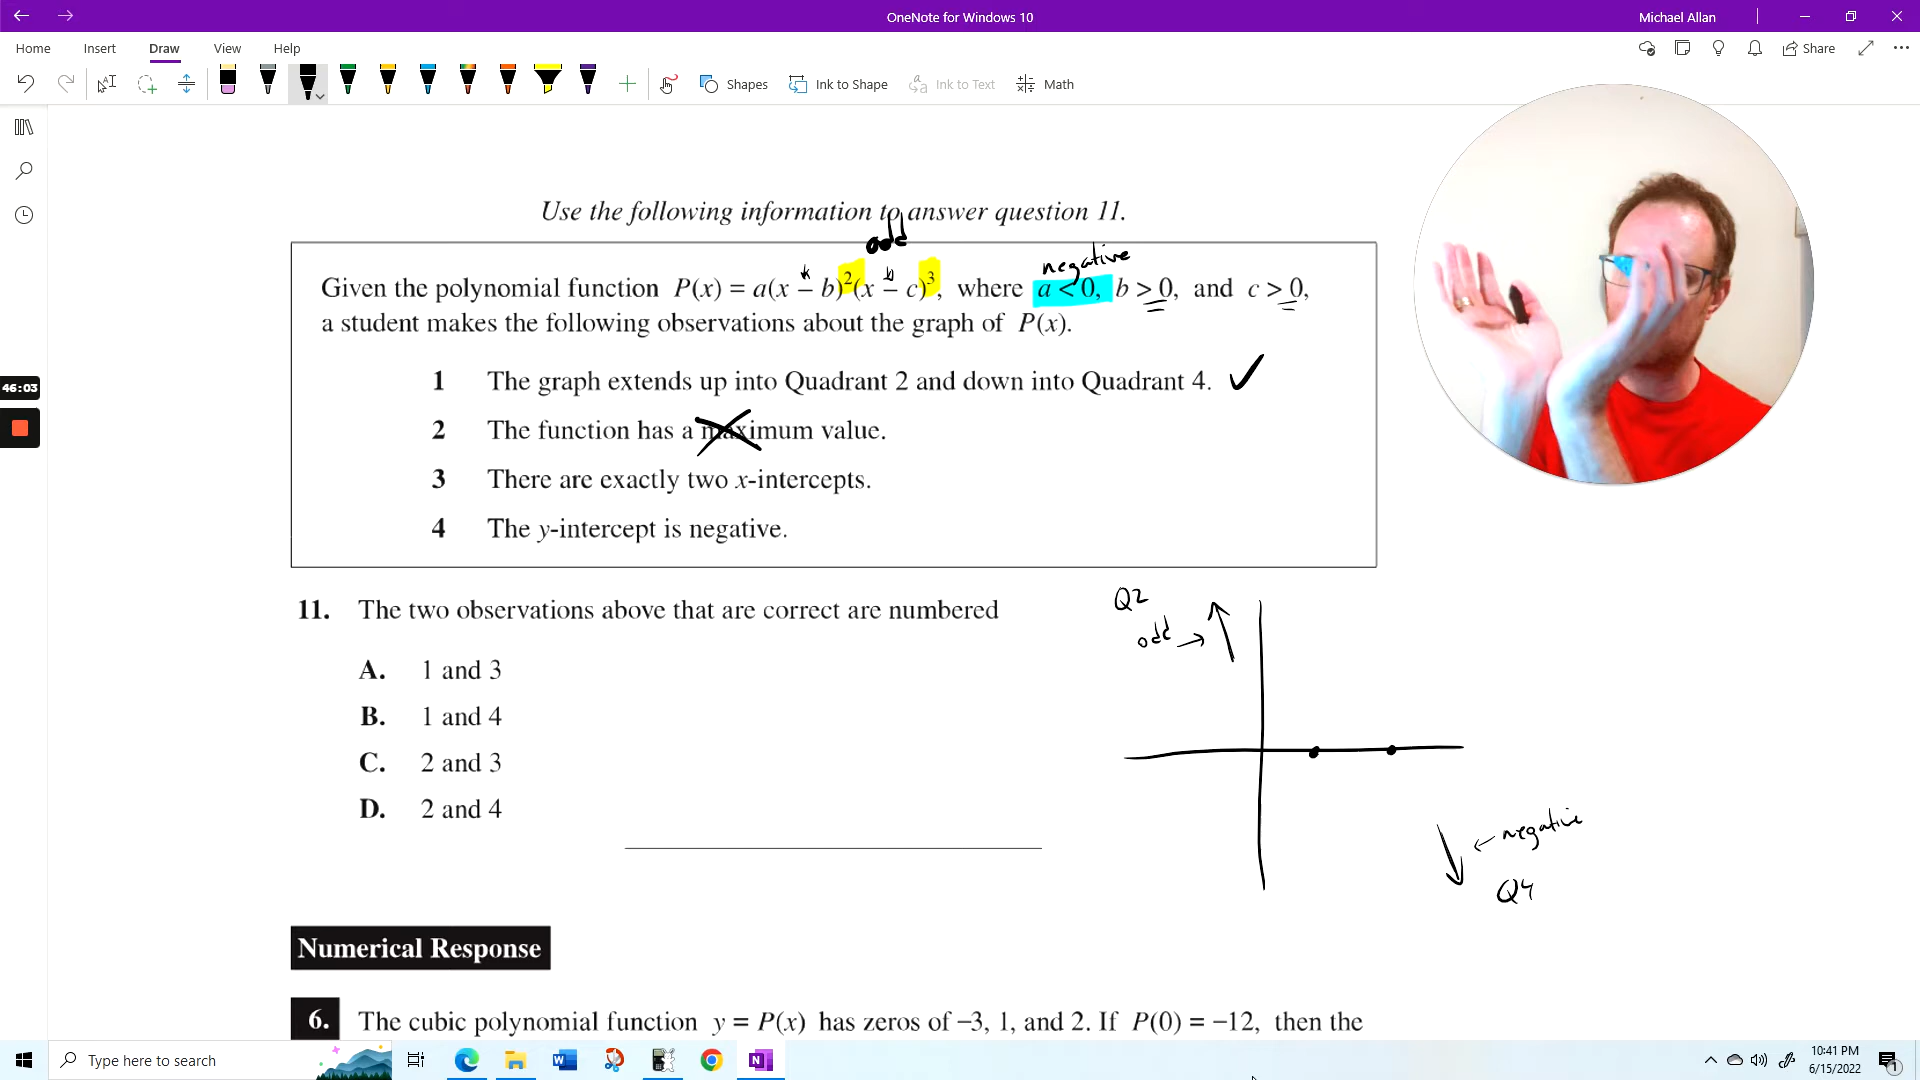 OneNote for Windows 10
Michael Allan
Home Insert Draw View Help
Share
Shapes
Ink to Shape
Ink to Text
Math
Use the following information to answer question 11.
odd
negative
Given the polynomial function P(x) = a(x − b)²(x − c)³, where a < 0, b > 0, and c > 0,
a student makes the following observations about the graph of P(x).
1 The graph extends up into Quadrant 2 and down into Quadrant 4. ✓
2 The function has a maximum value.
3 There are exactly two x-intercepts.
4 The y-intercept is negative.
46:03
11. The two observations above that are correct are numbered
A. 1 and 3
B. 1 and 4
C. 2 and 3
D. 2 and 4
Q2
odd →
← negative
Q4
Numerical Response
6. The cubic polynomial function y = P(x) has zeros of −3, 1, and 2. If P(0) = −12, then the
Type here to search
10:41 PM
6/15/2022
1